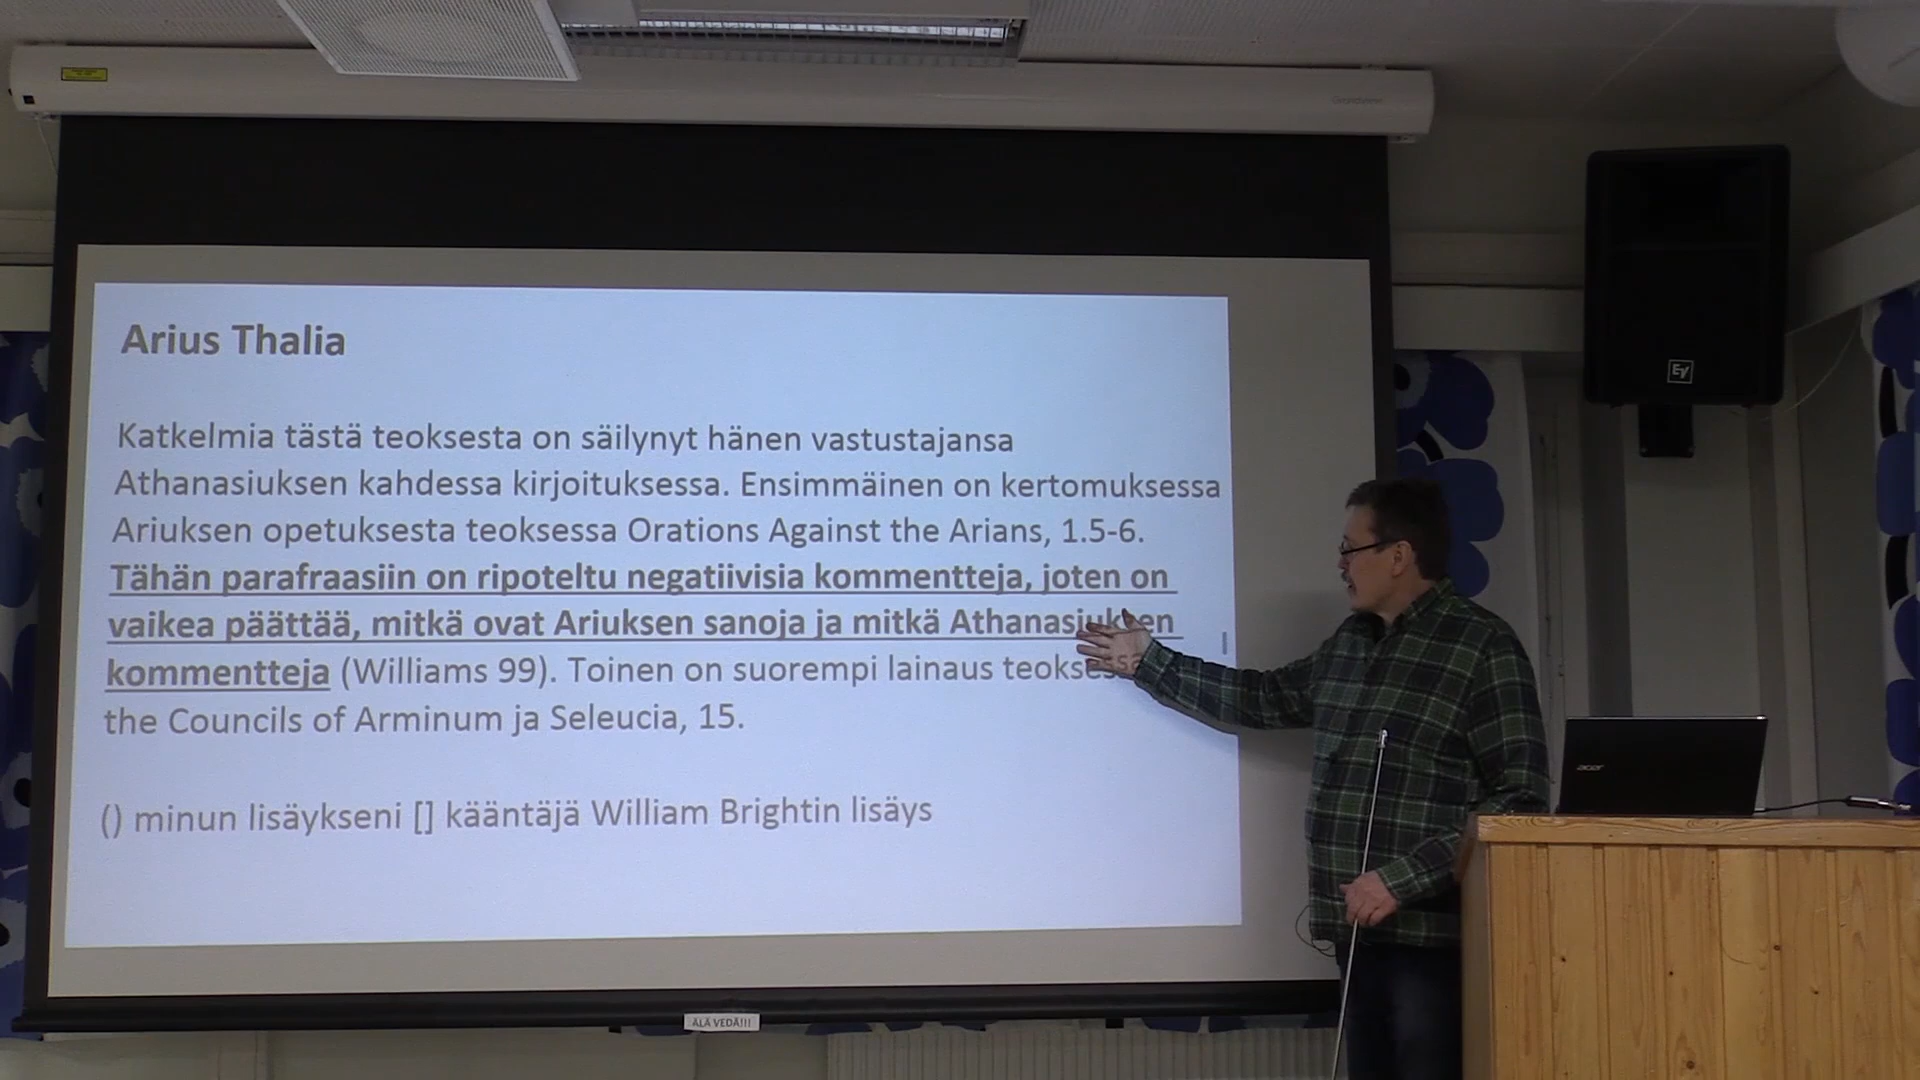 Arius Thalia
Katkelmia tästä teoksesta on säilynyt hänen vastustajansa
Athanasiuksen kahdessa kirjoituksessa. Ensimmäinen on kertomuksessa
Ariuksen opetuksesta teoksessa Orations Against the Arians, 1.5-6.
Tähän parafraasiin on ripoteltu negatiivisia kommentteja, joten on
vaikea päättää, mitkä ovat Ariuksen sanoja ja mitkä Athanasiuksen
kommentteja (Williams 99). Toinen on suorempi lainaus teoksessa
the Councils of Arminum ja Seleucia, 15.
() minun lisäykseni [] kääntäjä William Brightin lisäys
ÄLÄ VEDÄ!!!
EV
acer